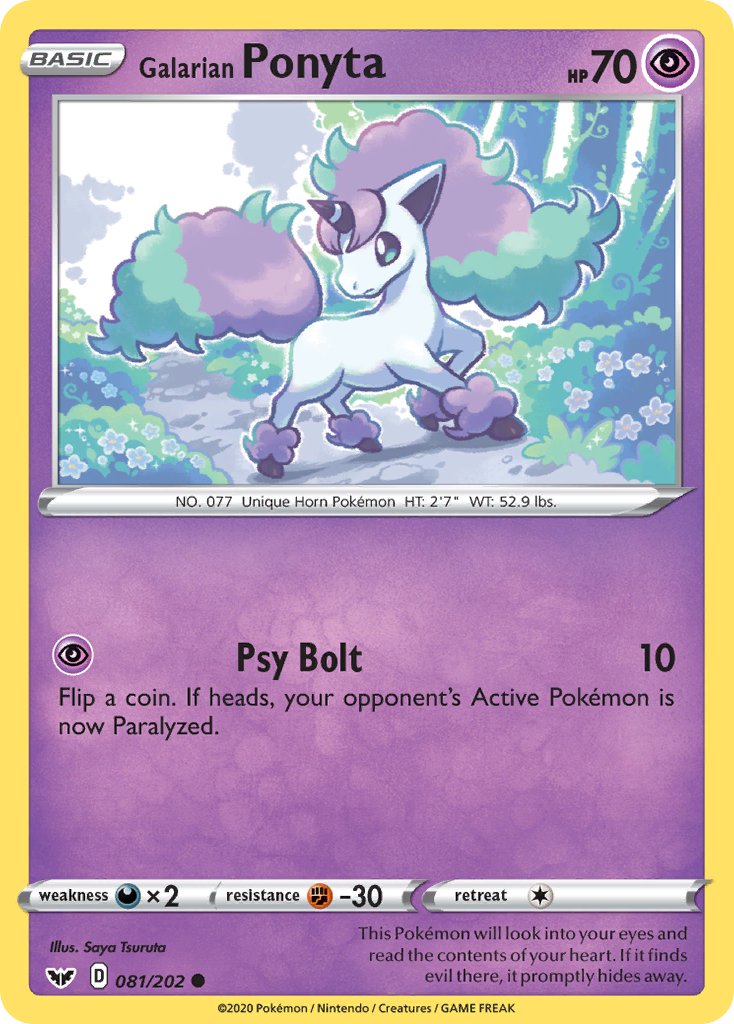 BASIC
Galarian Ponyta
HP 70
NO. 077 Unique Horn Pokémon HT: 2'7" WT: 52.9 lbs.
Psy Bolt 10
Flip a coin. If heads, your opponent's Active Pokémon is
now Paralyzed.
weakness ×2 resistance -30 retreat
Illus. Saya Tsuruta
This Pokémon will look into your eyes and
read the contents of your heart. If it finds
evil there, it promptly hides away.
D 081/202
©2020 Pokémon / Nintendo / Creatures / GAME FREAK